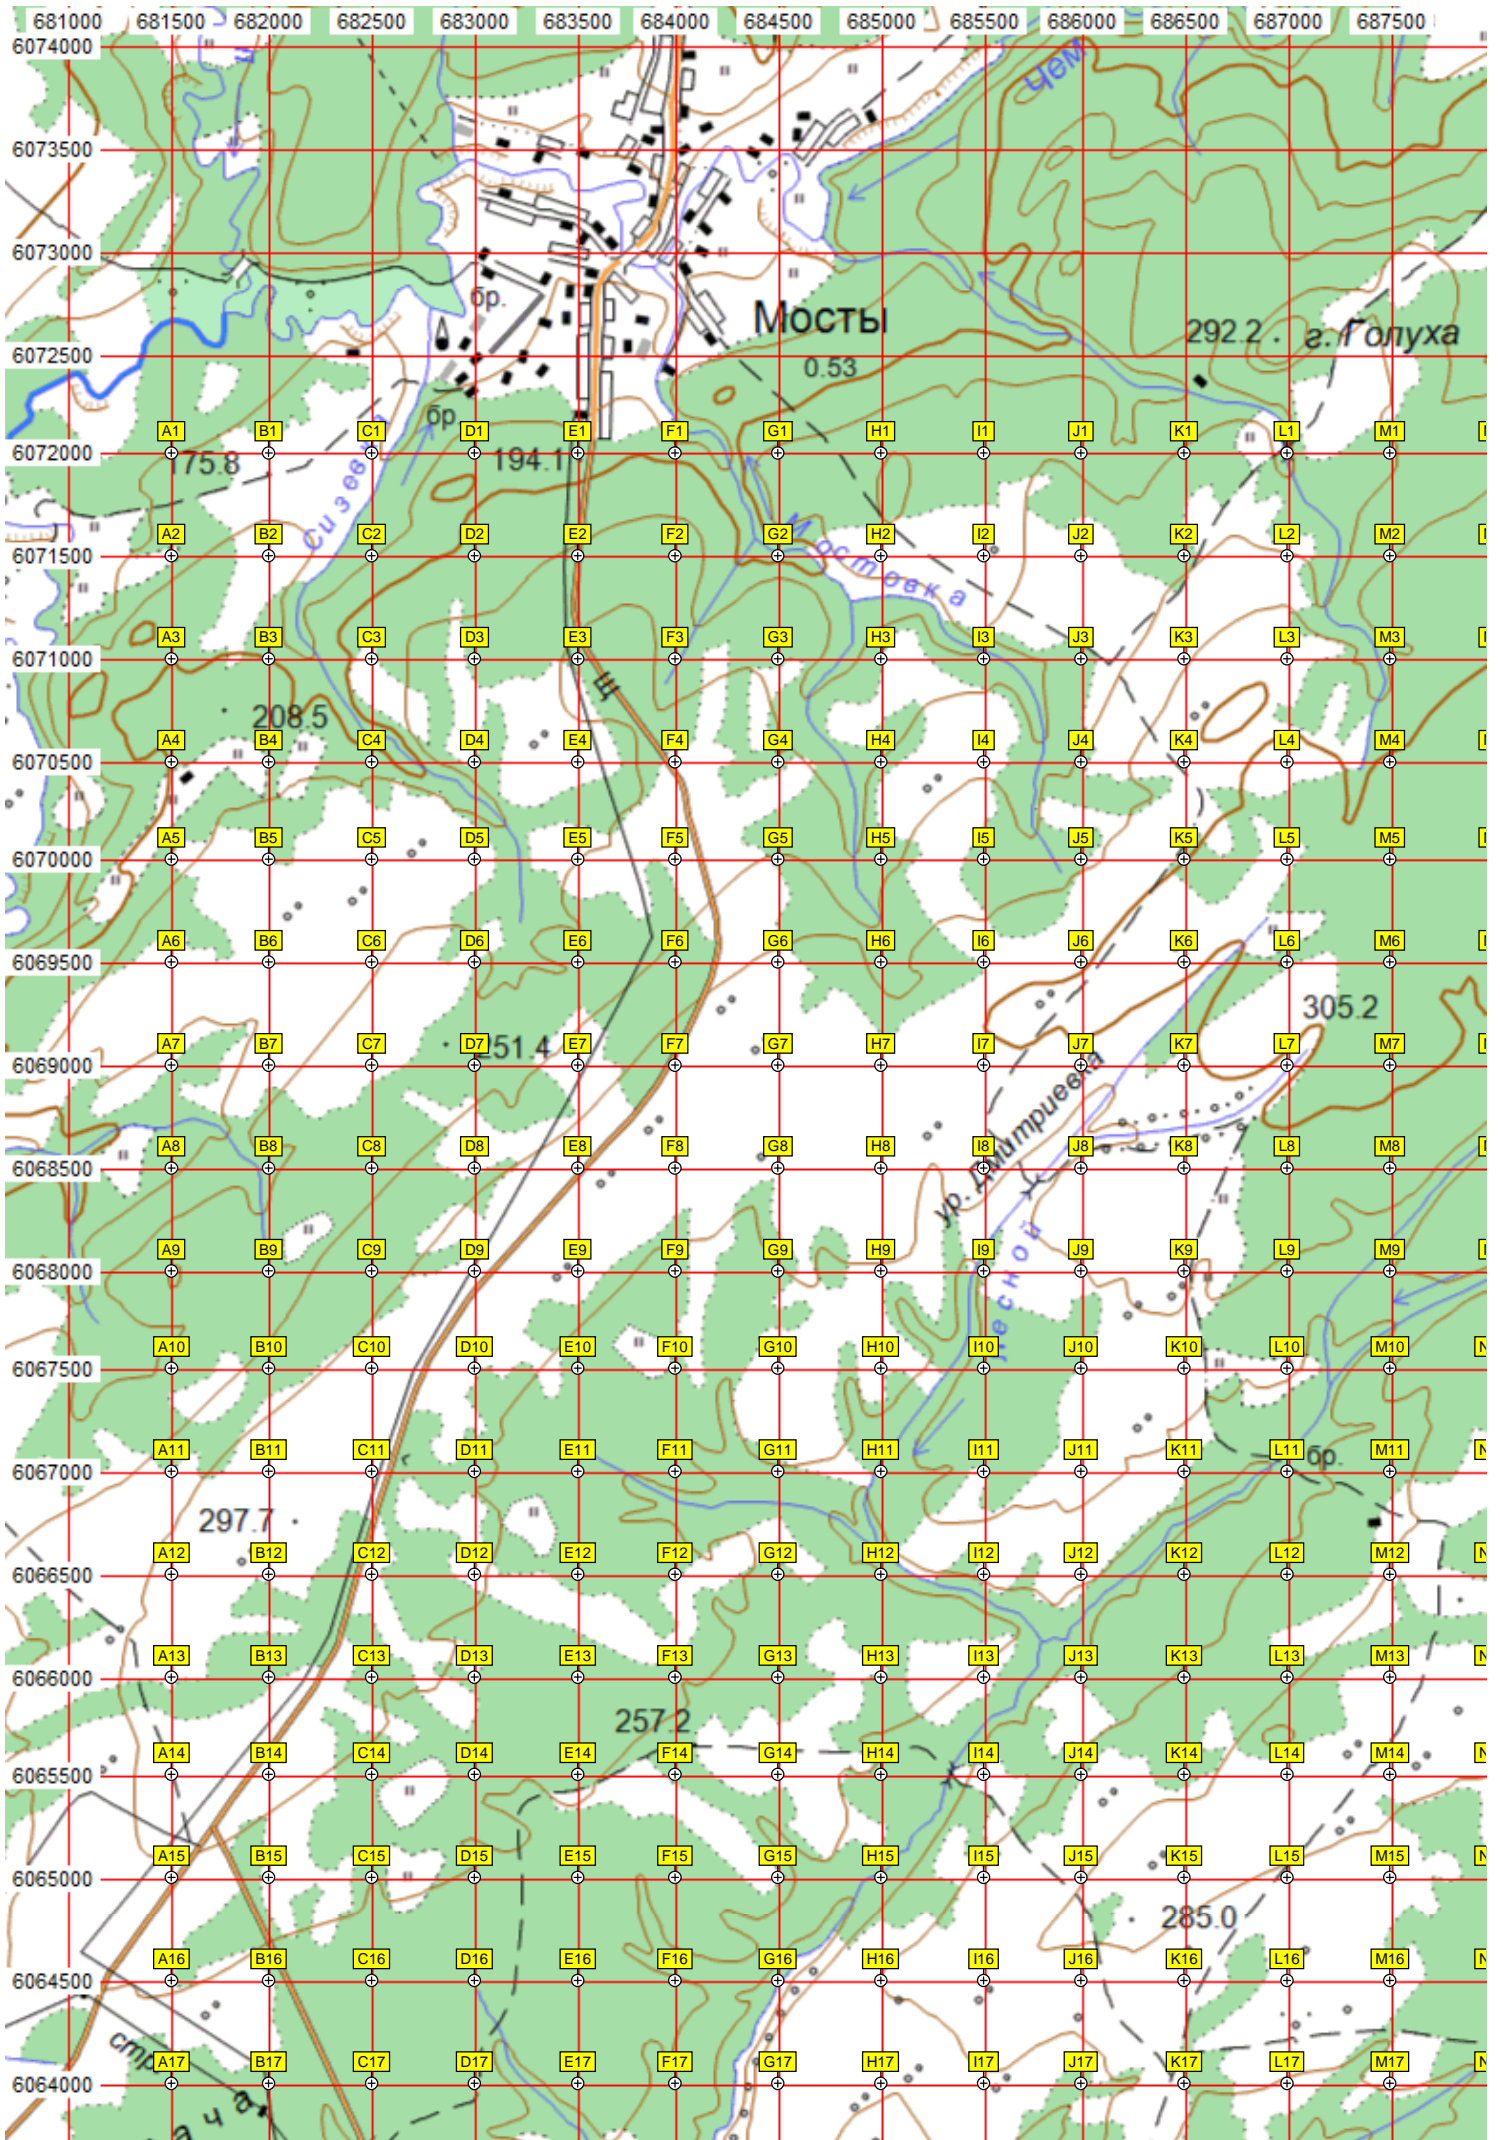 681000 681500 682000 682500 683000 683500 684000 684500 685000 685500 686000 686500 687000 687500
6074000
Чем
6073500
6073000
бр.
Мосты
292.2 г. Голуха
6072500
0.53
бр.
A1 B1 C1 D1 E1 F1 G1 H1 I1 J1 K1 L1 M1
6072000
175.8
194.1
Сизевка
A2 B2 C2 D2 E2 F2 G2 H2 I2 J2 K2 L2 M2
6071500
Мостовка
A3 B3 C3 D3 E3 F3 G3 H3 I3 J3 K3 L3 M3
6071000
Щ
208.5
A4 B4 C4 D4 E4 F4 G4 H4 I4 J4 K4 L4 M4
6070500
A5 B5 C5 D5 E5 F5 G5 H5 I5 J5 K5 L5 M5
6070000
A6 B6 C6 D6 E6 F6 G6 H6 I6 J6 K6 L6 M6
6069500
305.2
A7 B7 C7 D7 E7 F7 G7 H7 I7 J7 K7 L7 M7
251.4
6069000
ур. Дмитриевка
A8 B8 C8 D8 E8 F8 G8 H8 I8 J8 K8 L8 M8
6068500
Лесной
A9 B9 C9 D9 E9 F9 G9 H9 I9 J9 K9 L9 M9
6068000
A10 B10 C10 D10 E10 F10 G10 H10 I10 J10 K10 L10 M10
6067500
A11 B11 C11 D11 E11 F11 G11 H11 I11 J11 K11 L11 M11
бр.
6067000
297.7
A12 B12 C12 D12 E12 F12 G12 H12 I12 J12 K12 L12 M12
6066500
A13 B13 C13 D13 E13 F13 G13 H13 I13 J13 K13 L13 M13
6066000
257.2
A14 B14 C14 D14 E14 F14 G14 H14 I14 J14 K14 L14 M14
6065500
A15 B15 C15 D15 E15 F15 G15 H15 I15 J15 K15 L15 M15
6065000
285.0
A16 B16 C16 D16 E16 F16 G16 H16 I16 J16 K16 L16 M16
6064500
стр.
A17 B17 C17 D17 E17 F17 G17 H17 I17 J17 K17 L17 M17
6064000
ача